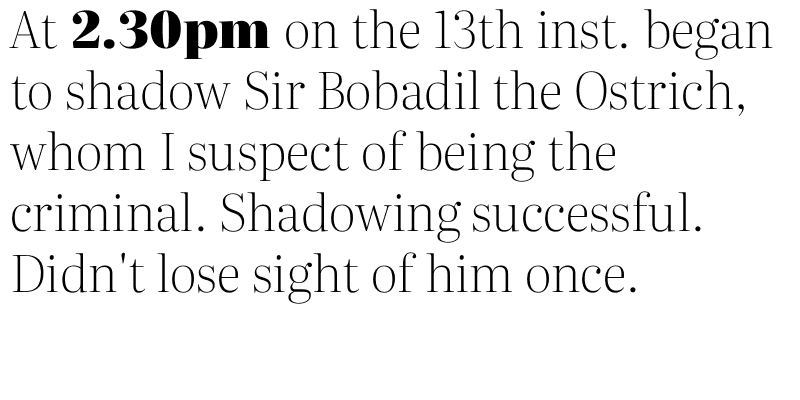 At 2.30pm on the 13th inst. began
to shadow Sir Bobadil the Ostrich,
whom I suspect of being the
criminal. Shadowing successful.
Didn't lose sight of him once.